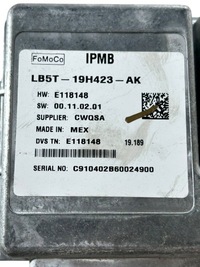 FoMoCo IPMB
LB5T-19H423-AK
HW: E118148
SW: 00.11.02.01
SUPPLIER: CWQSA
MADE IN: MEX
DVS TN: E118148 19.189
SERIAL NO: C910402B60024900